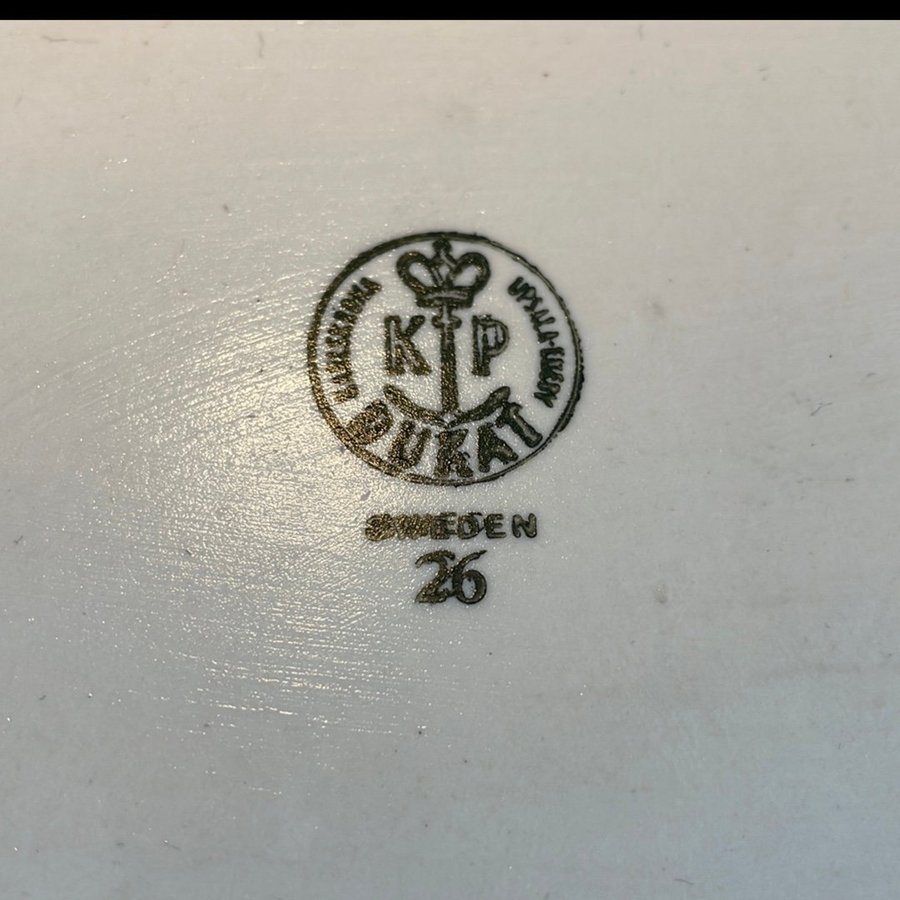 KARLSKRONA
UPSALA-EKEBY
K P
DUKAT
SWEDEN
26